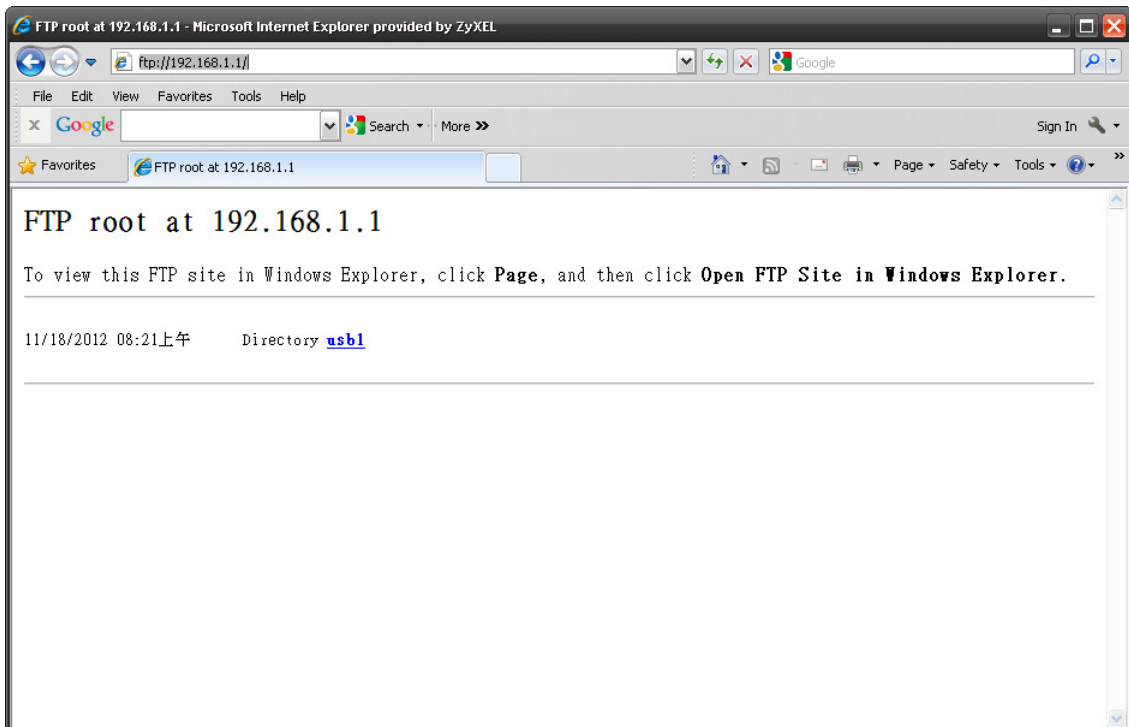 FTP root at 192.168.1.1 - Microsoft Internet Explorer provided by ZyXEL
ftp://192.168.1.1/
Google
File Edit View Favorites Tools Help
x Google Search More »
Sign In
Favorites FTP root at 192.168.1.1 Page Safety Tools »
FTP root at 192.168.1.1
To view this FTP site in Windows Explorer, click Page, and then click Open FTP Site in Windows Explorer.
11/18/2012 08:21上午 Directory usb1